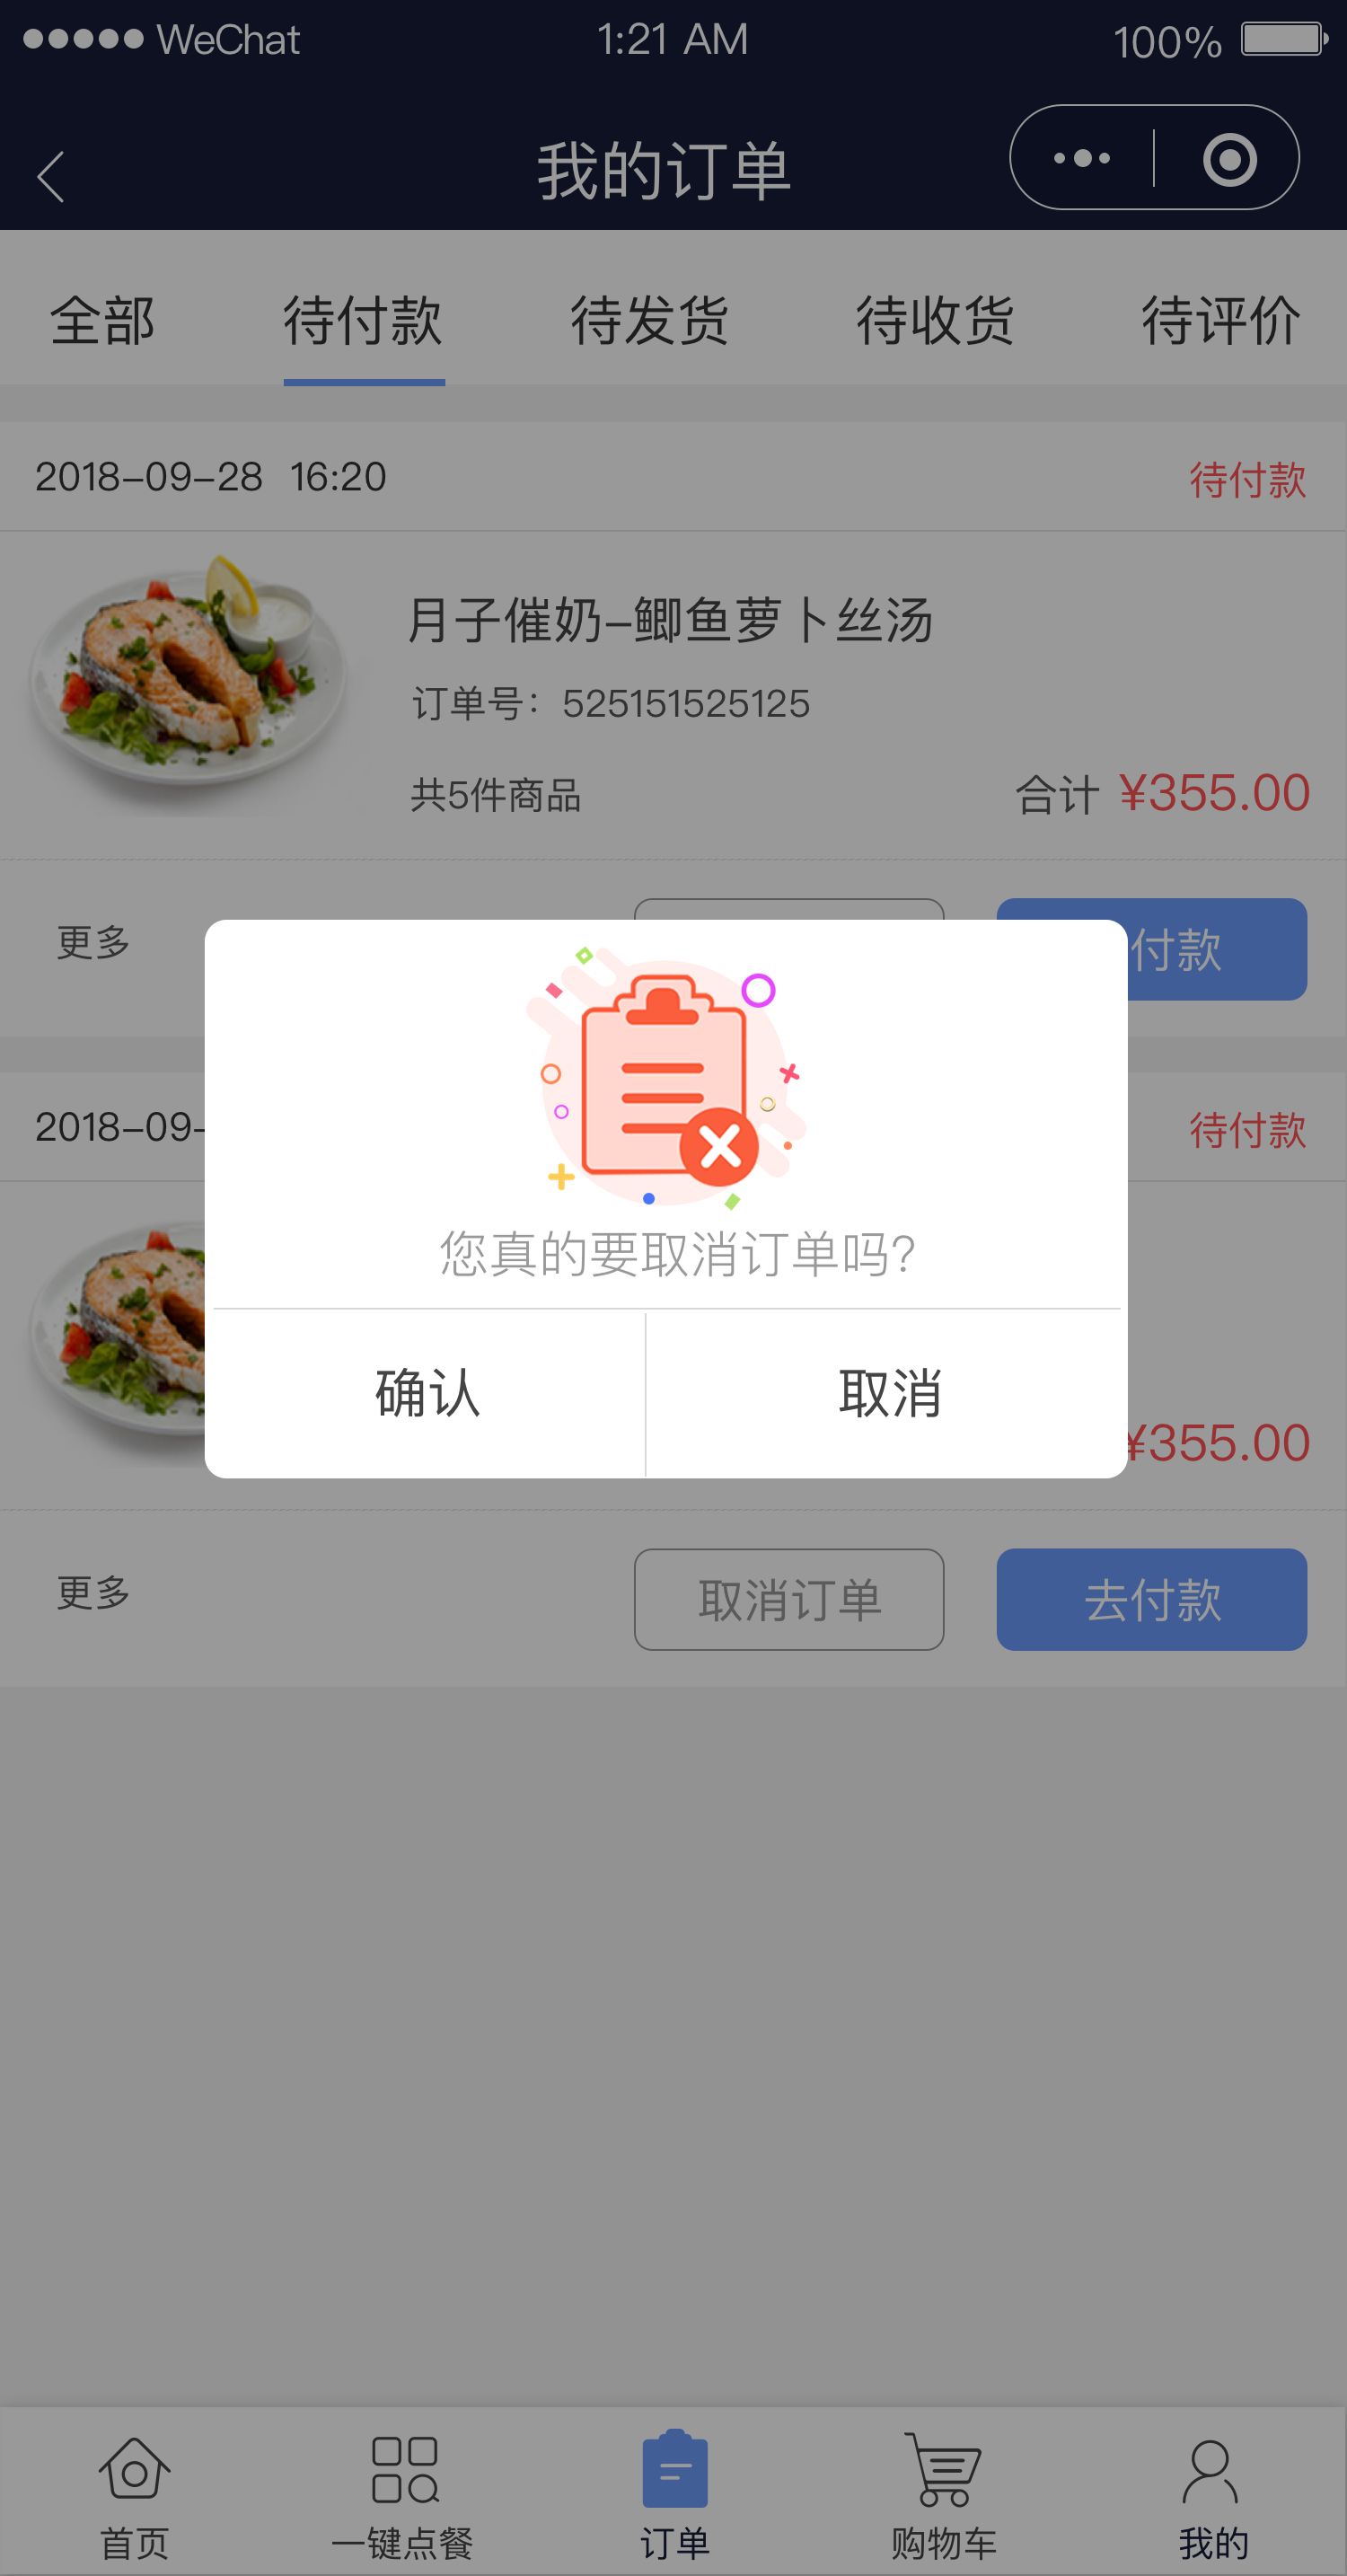 WeChat 1:21 AM 100%
我的订单
全部 待付款 待发货 待收货 待评价
2018-09-28 16:20 待付款
月子催奶-鲫鱼萝卜丝汤
订单号：525151525125
共5件商品 合计 ¥355.00
更多 付款
2018-09- 待付款
您真的要取消订单吗？
确认 取消
¥355.00
更多 取消订单 去付款
首页 一键点餐 订单 购物车 我的